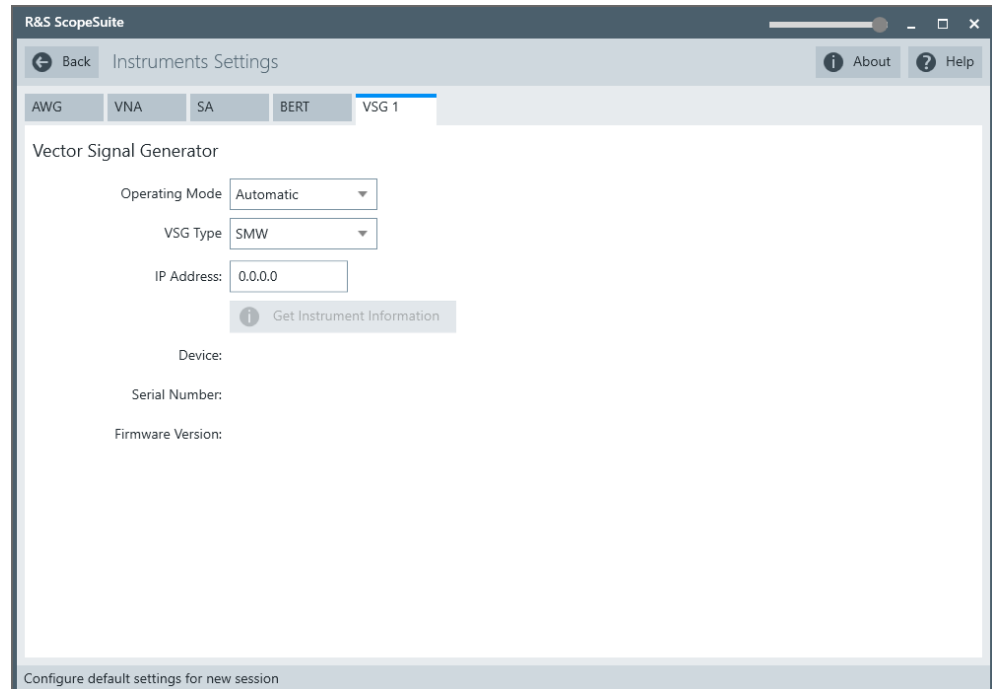 R&S ScopeSuite
Back Instruments Settings About Help
AWG VNA SA BERT VSG 1
Vector Signal Generator
Operating Mode Automatic
VSG Type SMW
IP Address: 0.0.0.0
Get Instrument Information
Device:
Serial Number:
Firmware Version:
Configure default settings for new session